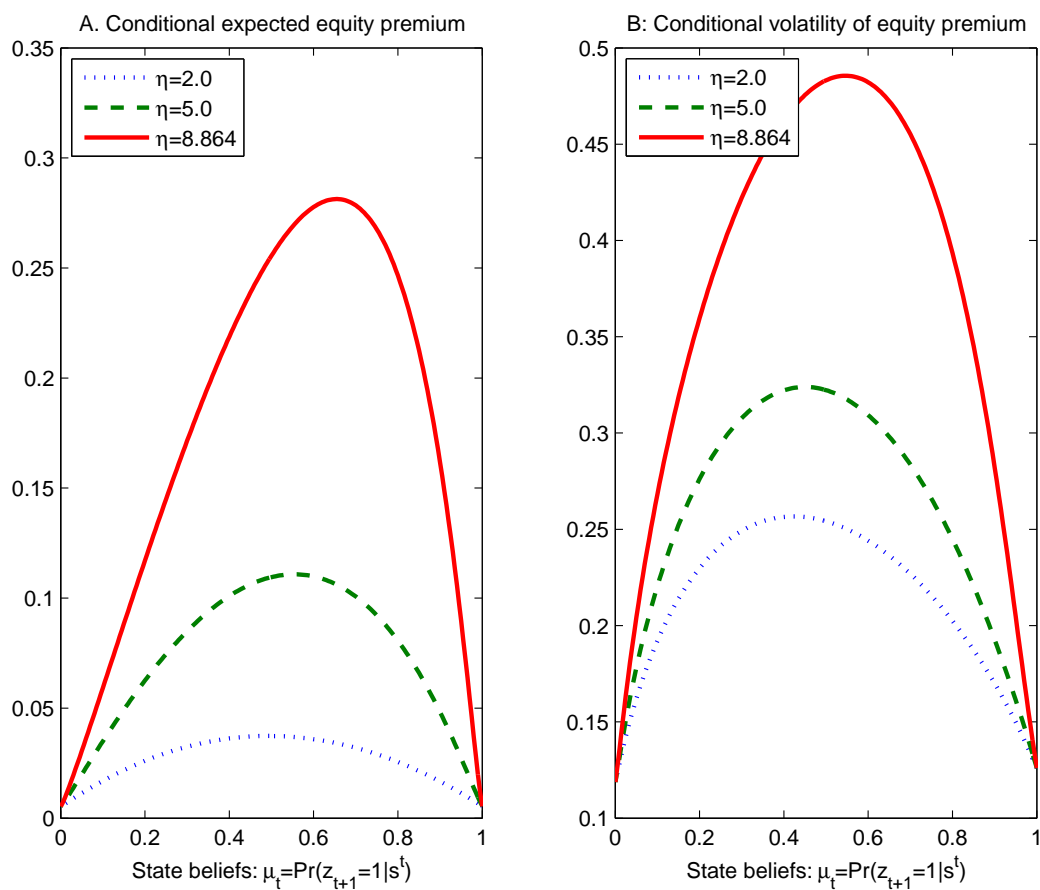 A. Conditional expected equity premium
0.35
0.3
0.25
0.2
0.15
0.1
0.05
0
0 0.2 0.4 0.6 0.8 1
η=2.0
η=5.0
η=8.864
State beliefs: μt=Pr(zt+1=1|s^t)
B: Conditional volatility of equity premium
0.5
0.45
0.4
0.35
0.3
0.25
0.2
0.15
0.1
0 0.2 0.4 0.6 0.8 1
η=2.0
η=5.0
η=8.864
State beliefs: μt=Pr(zt+1=1|s^t)